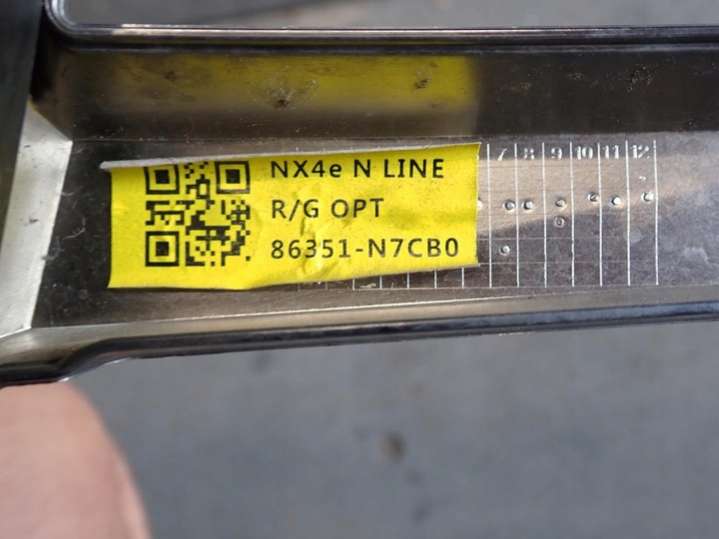 NX4e N LINE
R/G OPT
86351-N7CB0
7 8 9 10 11 12